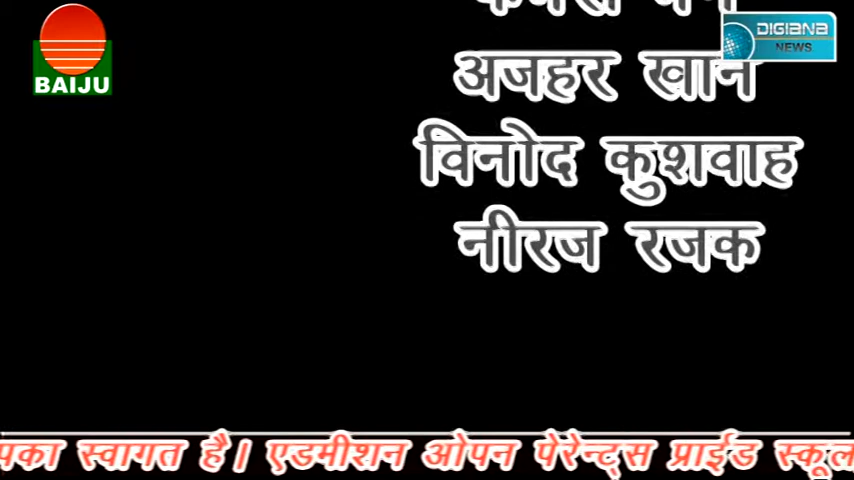 DIGIANA
NEWS
BAIJU
अजहर खान
विनोद कुशवाह
नीरज रजक
स्वागत है। एडमीशन ओपन पेरेन्ट्स प्राईड स्कूल